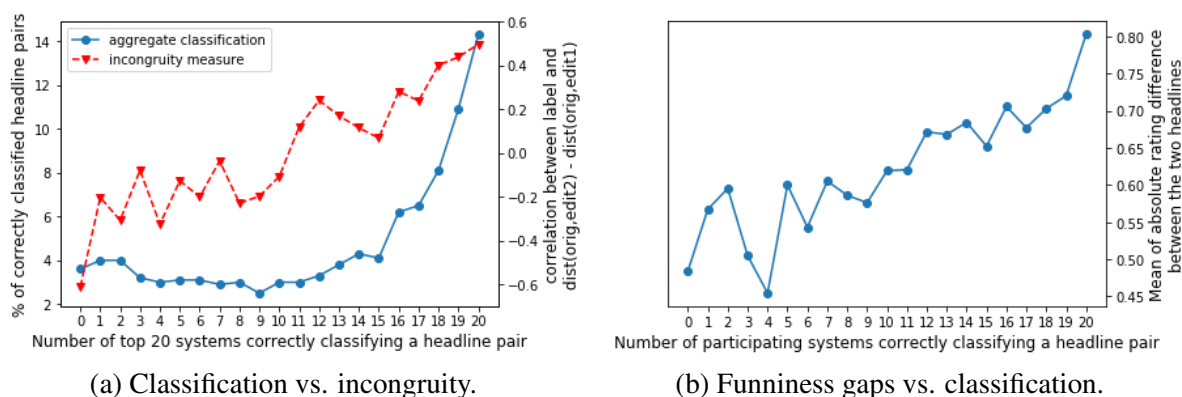 % of correctly classified headline pairs
14
12
10
8
6
4
2
aggregate classification
incongruity measure
0.6
0.4
0.2
0.0
−0.2
−0.4
−0.6
correlation between label and
dist(orig,edit2) - dist(orig,edit1)
0 1 2 3 4 5 6 7 8 9 10 11 12 13 14 15 16 17 18 19 20
Number of top 20 systems correctly classifying a headline pair
(a) Classification vs. incongruity.
0.80
0.75
0.70
0.65
0.60
0.55
0.50
0.45
Mean of absolute rating difference
between the two headlines
0 1 2 3 4 5 6 7 8 9 10 11 12 13 14 15 16 17 18 19 20
Number of participating systems correctly classifying a headline pair
(b) Funniness gaps vs. classification.